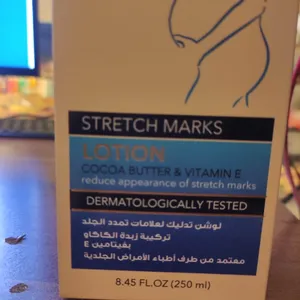 STRETCH MARKS
LOTION
COCOA BUTTER & VITAMIN E
reduce appearance of stretch marks
DERMATOLOGICALLY TESTED
لوشن تدليك لعلامات تمدد الجلد
تركيبة زبدة الكاكاو
بفيتامين E
معتمد من طرف أطباء الأمراض الجلدية
8.45 FL.OZ (250 ml)